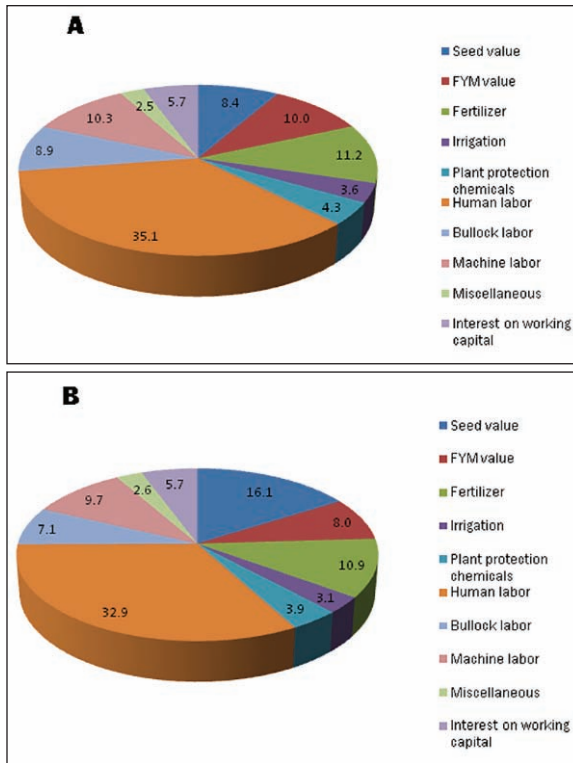 A
5.7
8.4
2.5
10.3
10.0
8.9
11.2
3.6
4.3
35.1
Seed value
FYM value
Fertilizer
Irrigation
Plant protection
chemicals
Human labor
Bullock labor
Machine labor
Miscellaneous
Interest on working
capital
B
5.7
16.1
2.6
9.7
8.0
7.1
10.9
3.1
3.9
32.9
Seed value
FYM value
Fertilizer
Irrigation
Plant protection
chemicals
Human labor
Bullock labor
Machine labor
Miscellaneous
Interest on working
capital